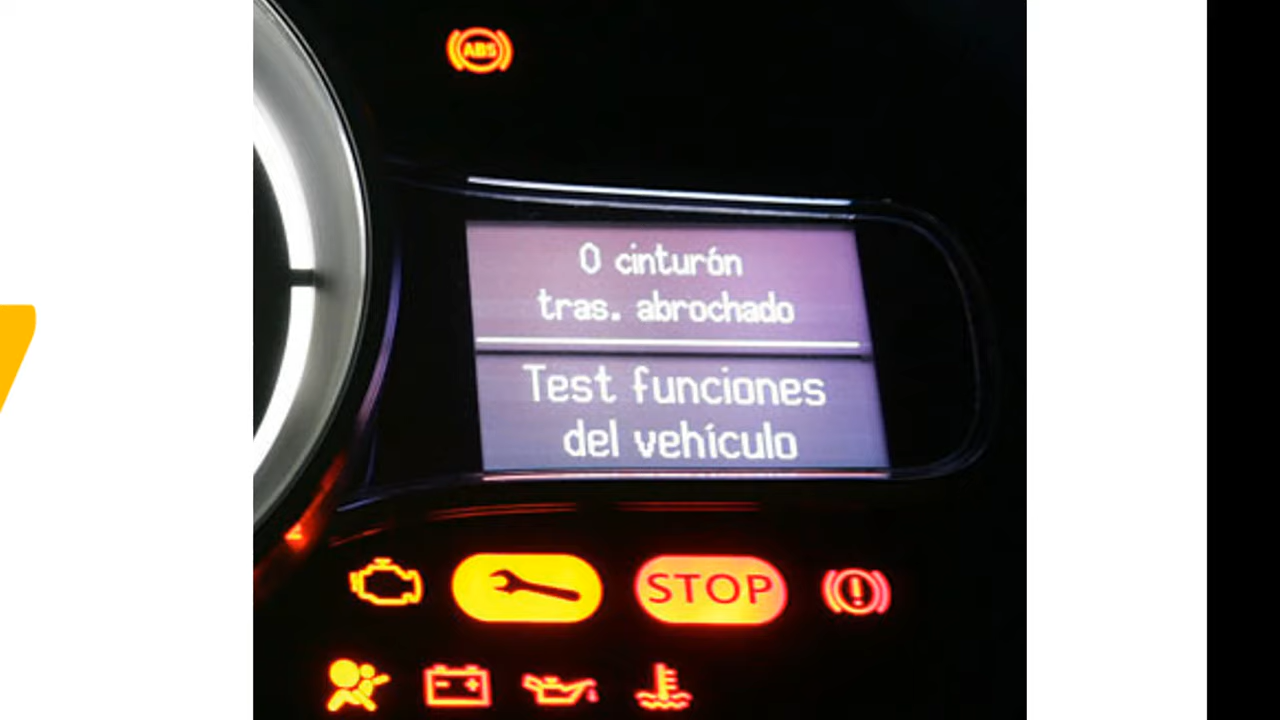 ABS
0 cinturón
tras. abrochado
Test funciones
del vehículo
STOP